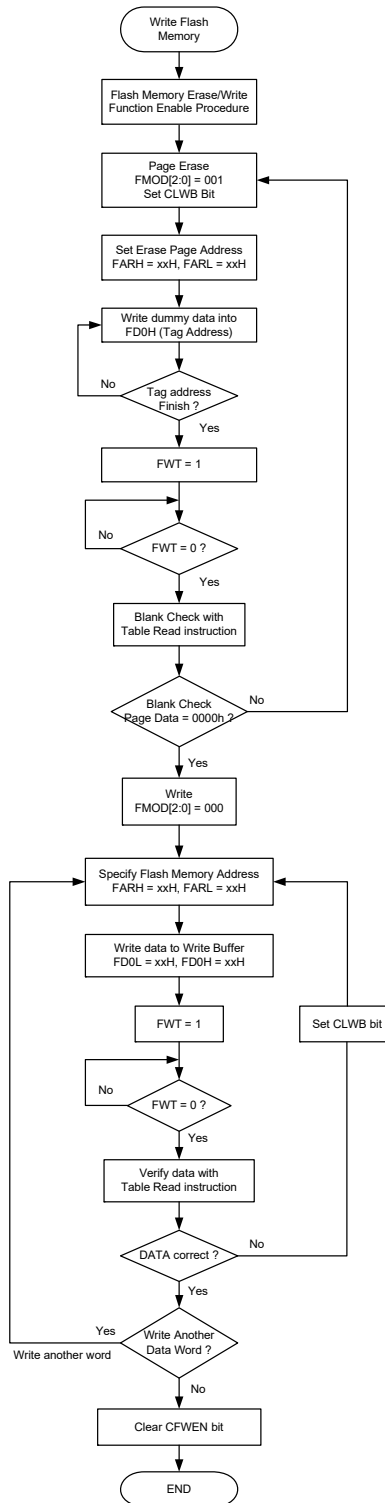 Write Flash
Memory
Flash Memory Erase/Write
Function Enable Procedure
Page Erase
FMOD[2:0] = 001
Set CLWB Bit
Set Erase Page Address
FARH = xxH, FARL = xxH
Write dummy data into
FD0H (Tag Address)
No
Tag address
Finish ?
Yes
FWT = 1
No
FWT = 0 ?
Yes
Blank Check with
Table Read instruction
No
Blank Check
Page Data = 0000h ?
Yes
Write
FMOD[2:0] = 000
Specify Flash Memory Address
FARH = xxH, FARL = xxH
Write data to Write Buffer
FD0L = xxH, FD0H = xxH
FWT = 1
Set CLWB bit
No
FWT = 0 ?
Yes
Verify data with
Table Read instruction
No
DATA correct ?
Yes
Yes
Write Another
Data Word ?
Write another word
No
Clear CFWEN bit
END